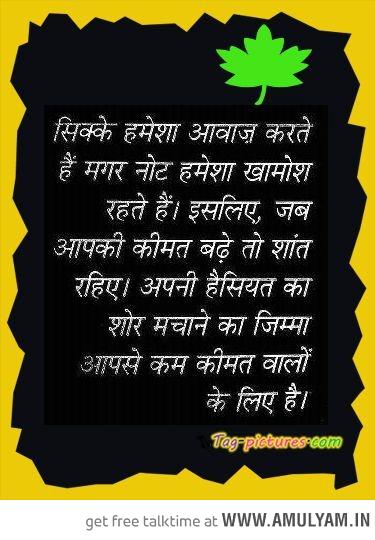 सिक्के हमेशा आवाज़ करते
हैं मगर नोट हमेशा खामोश
रहते हैं। इसलिए, जब
आपकी कीमत बढ़े तो शांत
रहिए। अपनी हैसियत का
शोर मचाने का जिम्मा
आपसे कम कीमत वालों
के लिए है।
Tag-pictures.com
get free talktime at WWW.AMULYAM.IN